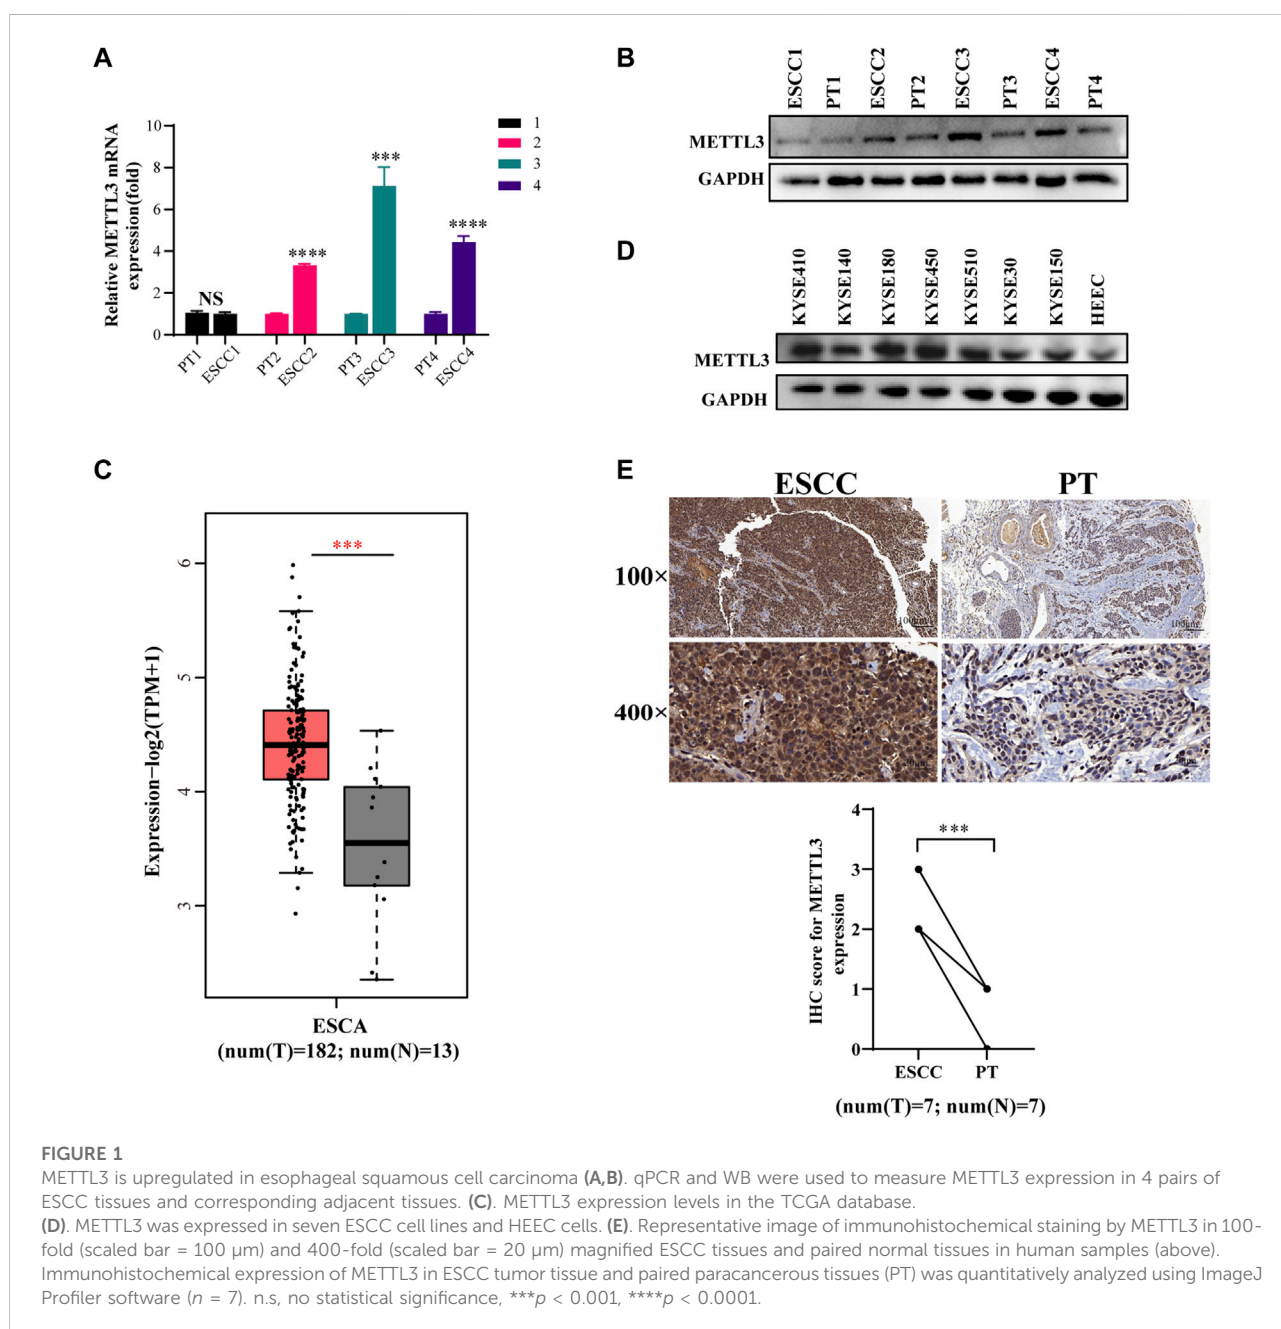 A
Relative METTL3 mRNA
expression(fold)
10
8
6
4
2
0
NS
****
***
****
1
2
3
4
PT1
ESCC1
PT2
ESCC2
PT3
ESCC3
PT4
ESCC4
B
ESCC1
PT1
ESCC2
PT2
ESCC3
PT3
ESCC4
PT4
METTL3
GAPDH
D
KYSE410
KYSE140
KYSE180
KYSE450
KYSE510
KYSE30
KYSE150
HEEC
METTL3
GAPDH
C
Expression−log2(TPM+1)
6
5
4
3
***
ESCA
(num(T)=182; num(N)=13)
E
ESCC
PT
100×
400×
100um
100um
IHC score for METTL3
expression
4
3
2
1
0
***
ESCC
PT
(num(T)=7; num(N)=7)
FIGURE 1
METTL3 is upregulated in esophageal squamous cell carcinoma (A,B). qPCR and WB were used to measure METTL3 expression in 4 pairs of
ESCC tissues and corresponding adjacent tissues. (C). METTL3 expression levels in the TCGA database.
(D). METTL3 was expressed in seven ESCC cell lines and HEEC cells. (E). Representative image of immunohistochemical staining by METTL3 in 100-
fold (scaled bar = 100 μm) and 400-fold (scaled bar = 20 μm) magnified ESCC tissues and paired normal tissues in human samples (above).
Immunohistochemical expression of METTL3 in ESCC tumor tissue and paired paracancerous tissues (PT) was quantitatively analyzed using ImageJ
Profiler software (n = 7). n.s, no statistical significance, ***p < 0.001, ****p < 0.0001.